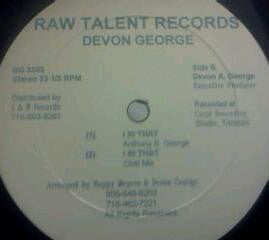 RAW TALENT RECORDS
DEVON GEORGE
Stereo 33 1/3 RPM
Side B
Devon A. George
Executive Producer
Distributed by
J & R Records
Recorded at
Studio, Trinidad
(1) I IN THAT
Anthony B. George
(2) I IN THAT
Club Mix
Arranged by & Devon George
All Rights Reserved